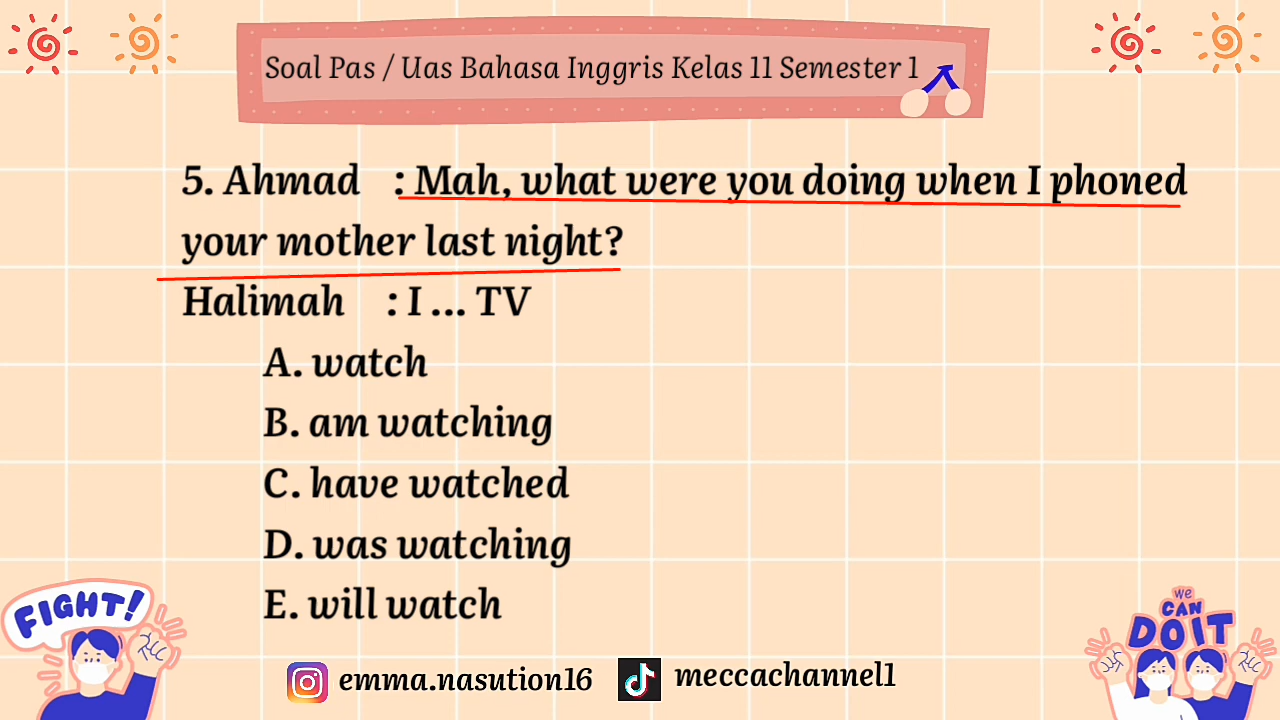 Soal Pas / Uas Bahasa Inggris Kelas 11 Semester 1
5. Ahmad : Mah, what were you doing when I phoned
your mother last night?
Halimah : I ... TV
A. watch
B. am watching
C. have watched
D. was watching
E. will watch
FIGHT!
we
CAN
DO IT
emma.nasution16
meccachannel1